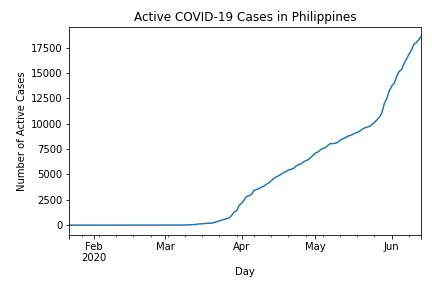 Active COVID-19 Cases in Philippines
Number of Active Cases
17500
15000
12500
10000
7500
5000
2500
0
Feb
2020
Mar
Apr
May
Jun
Day